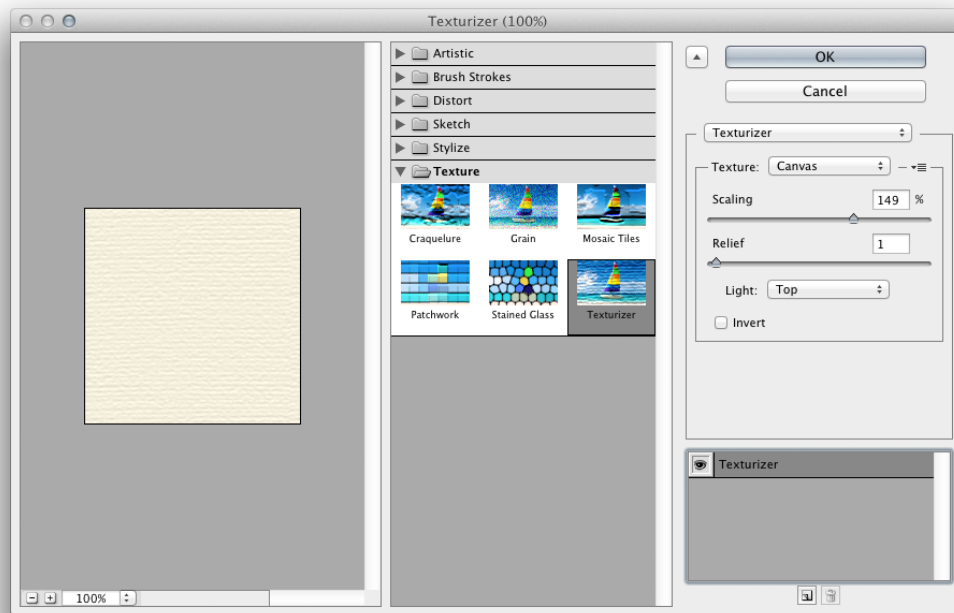 Texturizer (100%)
Artistic
Brush Strokes
Distort
Sketch
Stylize
Texture
Craquelure
Grain
Mosaic Tiles
Patchwork
Stained Glass
Texturizer
100%
OK
Cancel
Texturizer
Texture: Canvas
Scaling 149 %
Relief 1
Light: Top
Invert
Texturizer